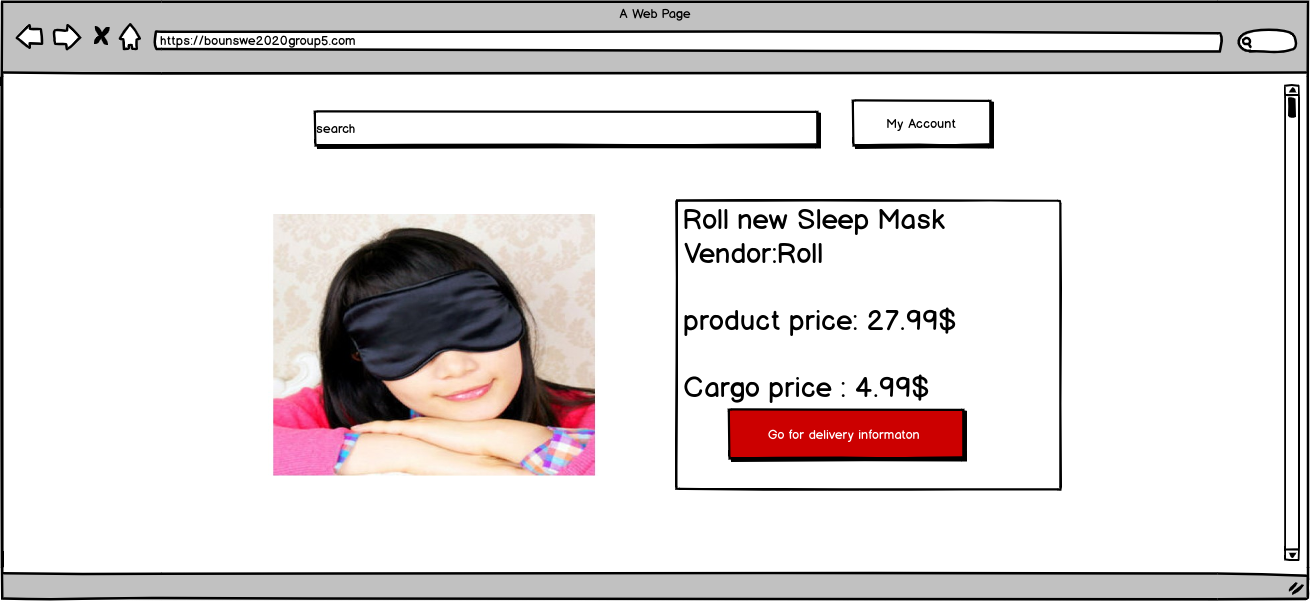 A Web Page
https://bounswe2020group5.com
search
My Account
Roll new Sleep Mask
Vendor:Roll
product price: 27.99$
Cargo price : 4.99$
Go for delivery informaton